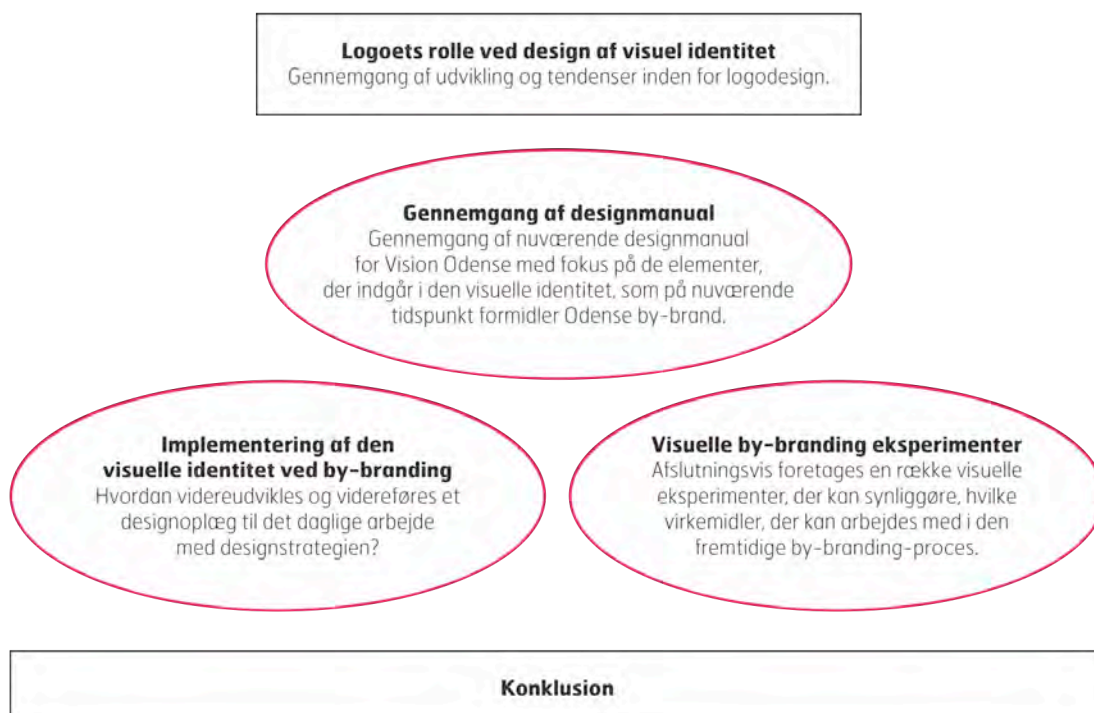 Logoets rolle ved design af visuel identitet
Gennemgang af udvikling og tendenser inden for logodesign.
Gennemgang af designmanual
Gennemgang af nuværende designmanual
for Vision Odense med fokus på de elementer,
der indgår i den visuelle identitet, som på nuværende
tidspunkt formidler Odense by-brand.
Implementering af den
visuelle identitet ved by-branding
Hvordan videreudvikles og videreføres et
designoplæg til det daglige arbejde
med designstrategien?
Visuelle by-branding eksperimenter
Afslutningsvis foretages en række visuelle
eksperimenter, der kan synliggøre, hvilke
virkemidler, der kan arbejdes med i den
fremtidige by-branding-proces.
Konklusion